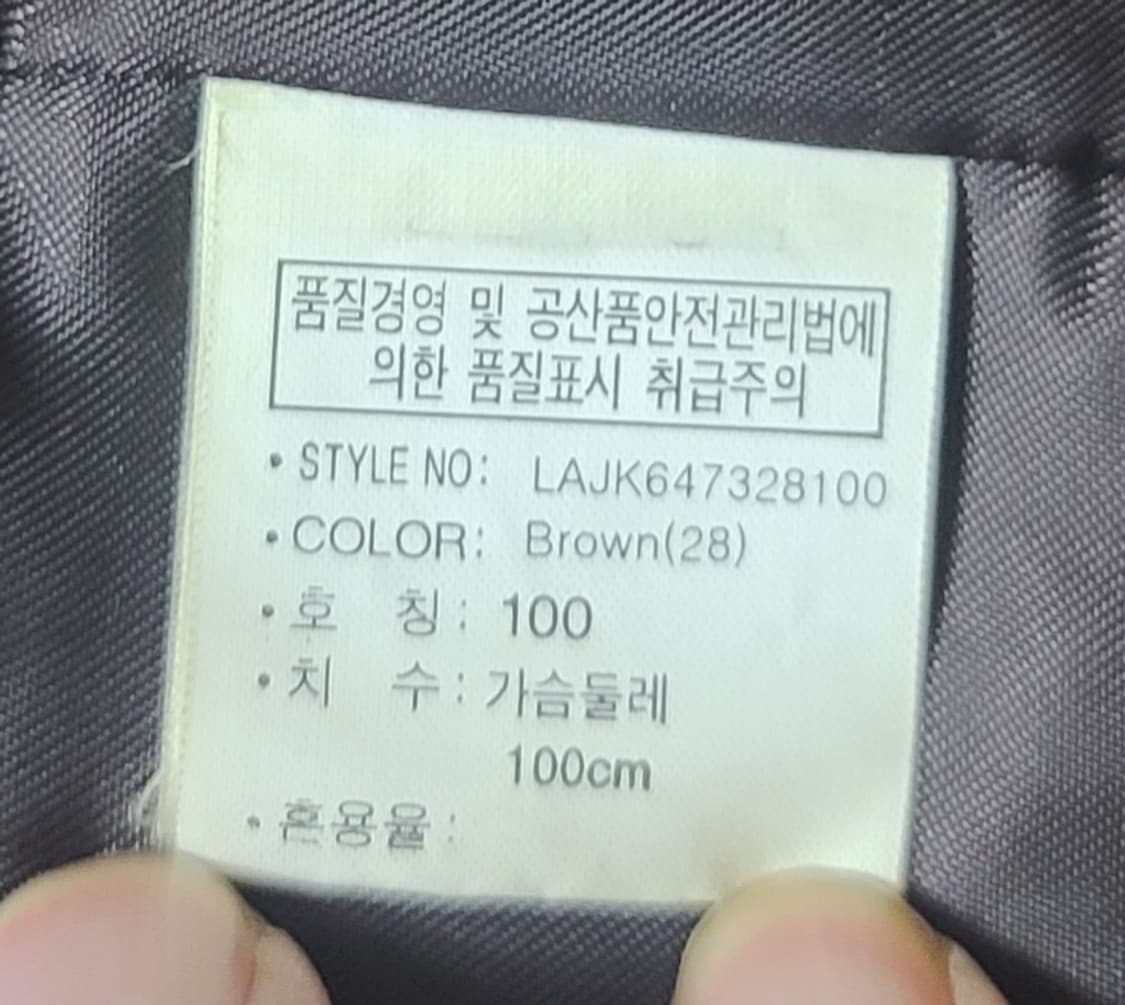 품질경영 및 공산품안전관리법에
의한 품질표시 취급주의
• STYLE NO: LAJK647328100
• COLOR: Brown(28)
• 호 칭: 100
• 치 수: 가슴둘레
100cm
• 혼용율: